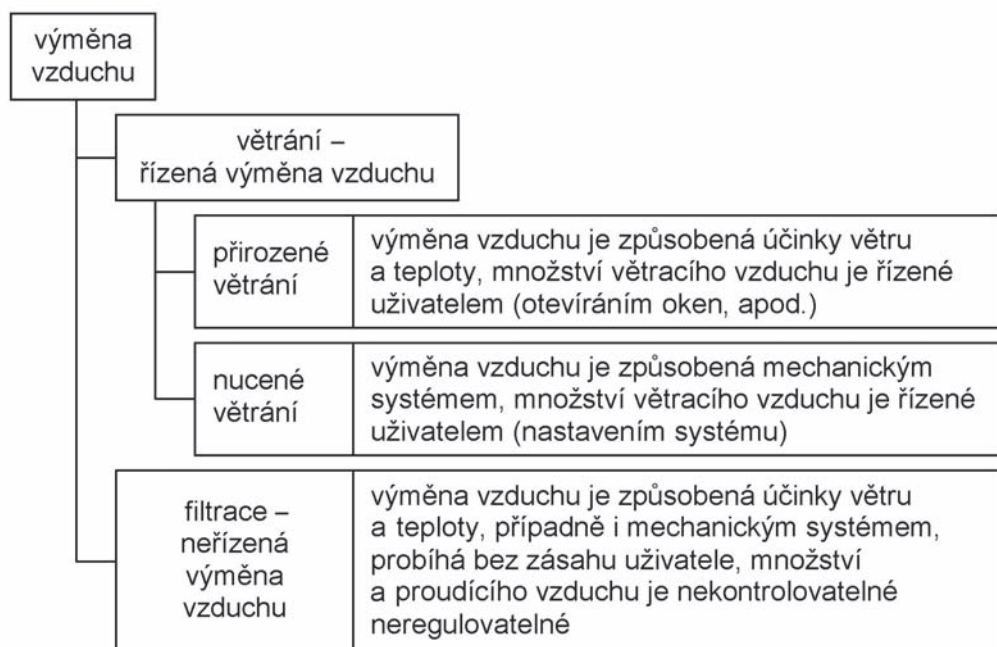 výměna
vzduchu
větrání –
řízená výměna vzduchu
přirozené
větrání
výměna vzduchu je způsobená účinky větru
a teploty, množství větracího vzduchu je řízené
uživatelem (otevíráním oken, apod.)
nucené
větrání
výměna vzduchu je způsobená mechanickým
systémem, množství větracího vzduchu je řízené
uživatelem (nastavením systému)
filtrace –
neřízená
výměna
vzduchu
výměna vzduchu je způsobená účinky větru
a teploty, případně i mechanickým systémem,
probíhá bez zásahu uživatele, množství
a proudícího vzduchu je nekontrolovatelné
neregulovatelné